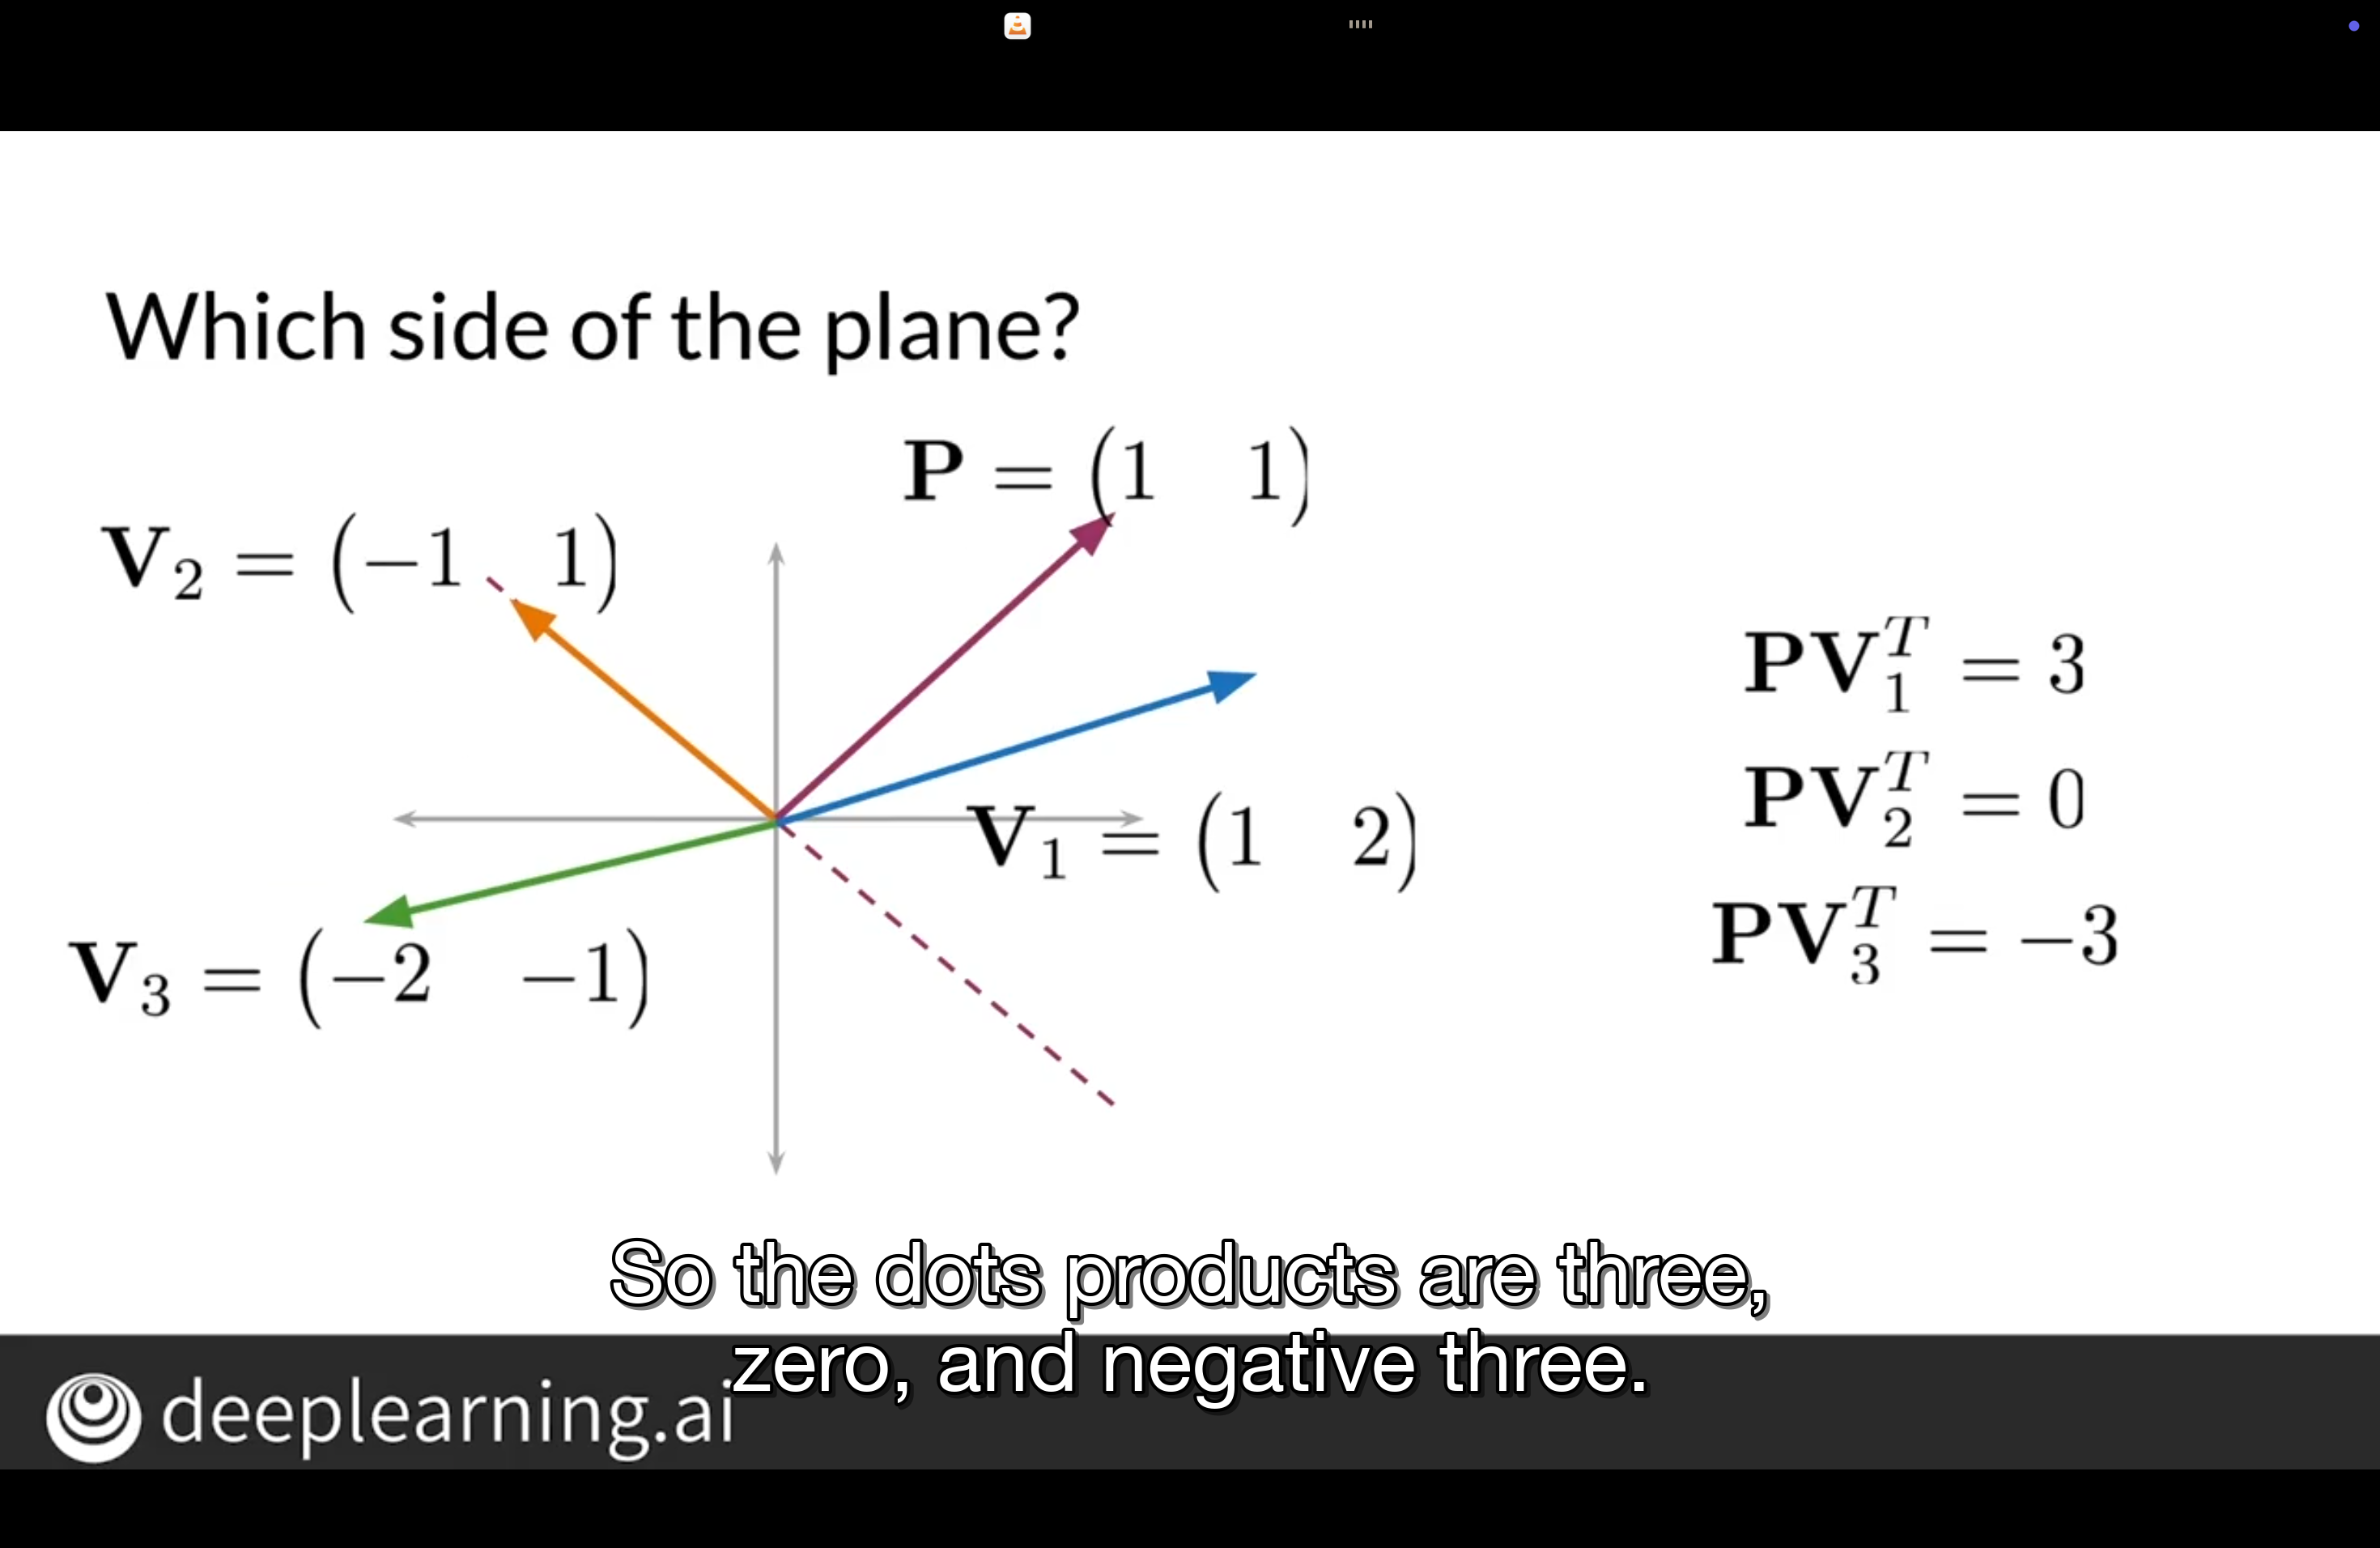 Which side of the plane?
P = (1 1)
V₂ = (−1 1)
V₁ = (1 2)
V₃ = (−2 −1)
PV₁ᵀ = 3
PV₂ᵀ = 0
PV₃ᵀ = −3
So the dots products are three,
zero, and negative three.
deeplearning.ai